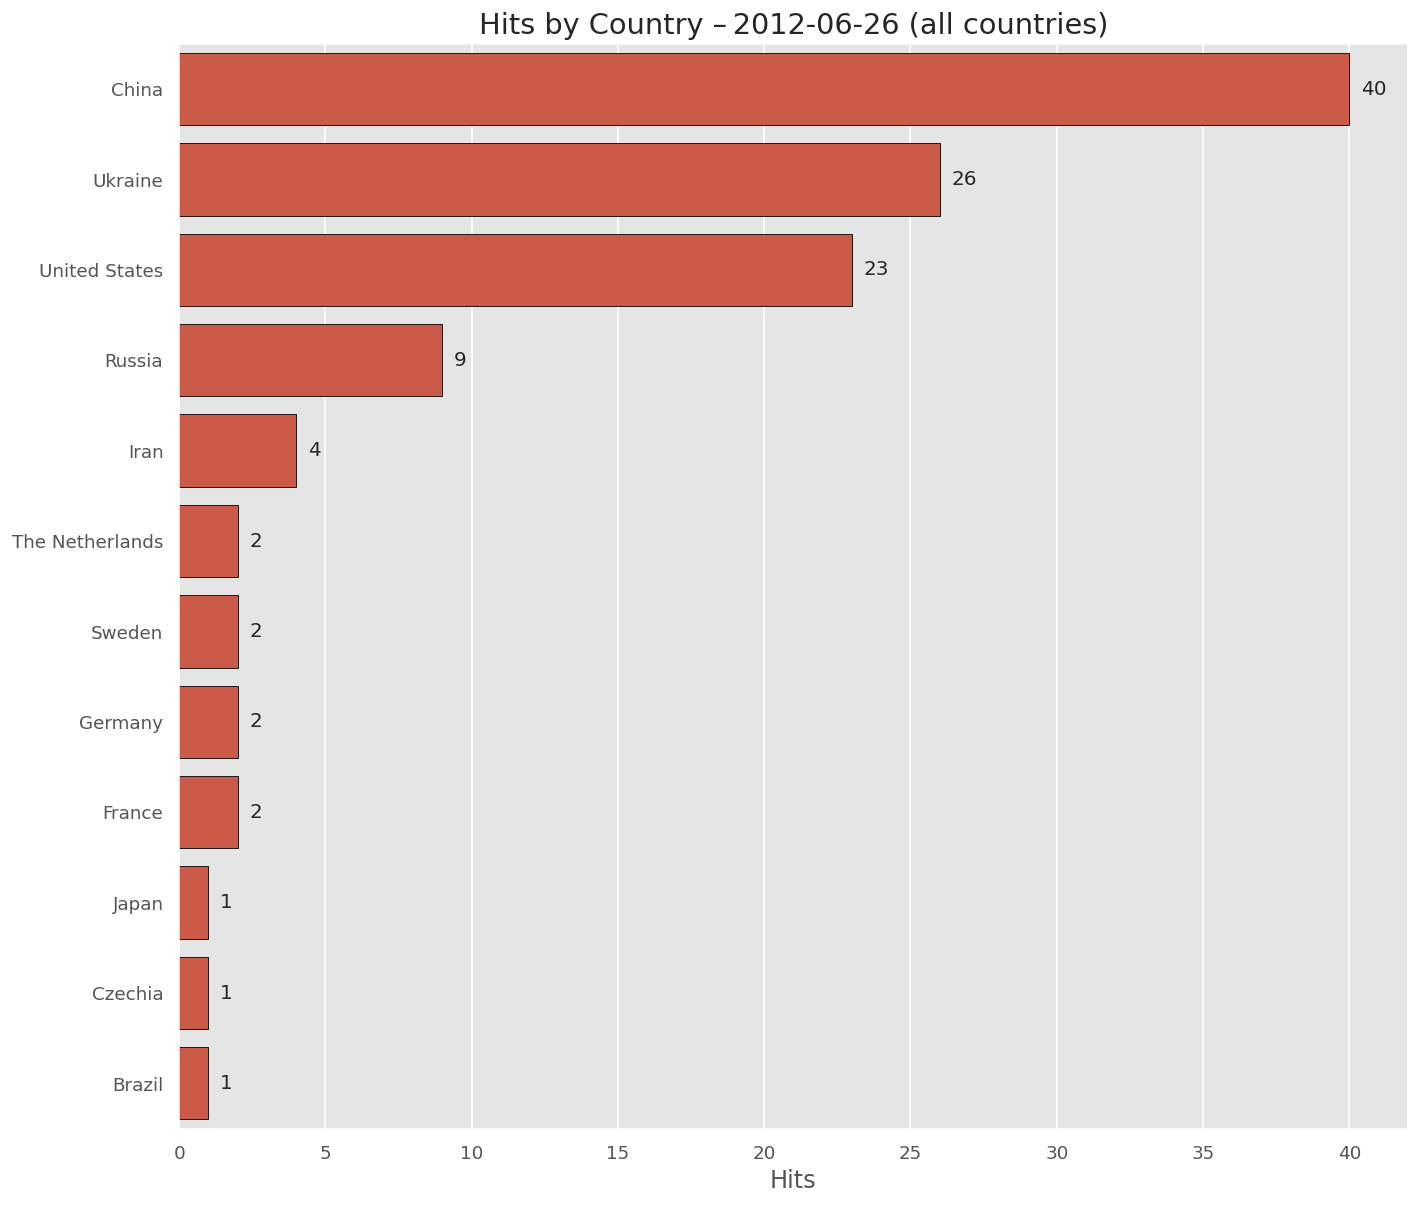 Hits by Country – 2012-06-26 (all countries)
China 40
Ukraine 26
United States 23
Russia 9
Iran 4
The Netherlands 2
Sweden 2
Germany 2
France 2
Japan 1
Czechia 1
Brazil 1
0 5 10 15 20 25 30 35 40
Hits